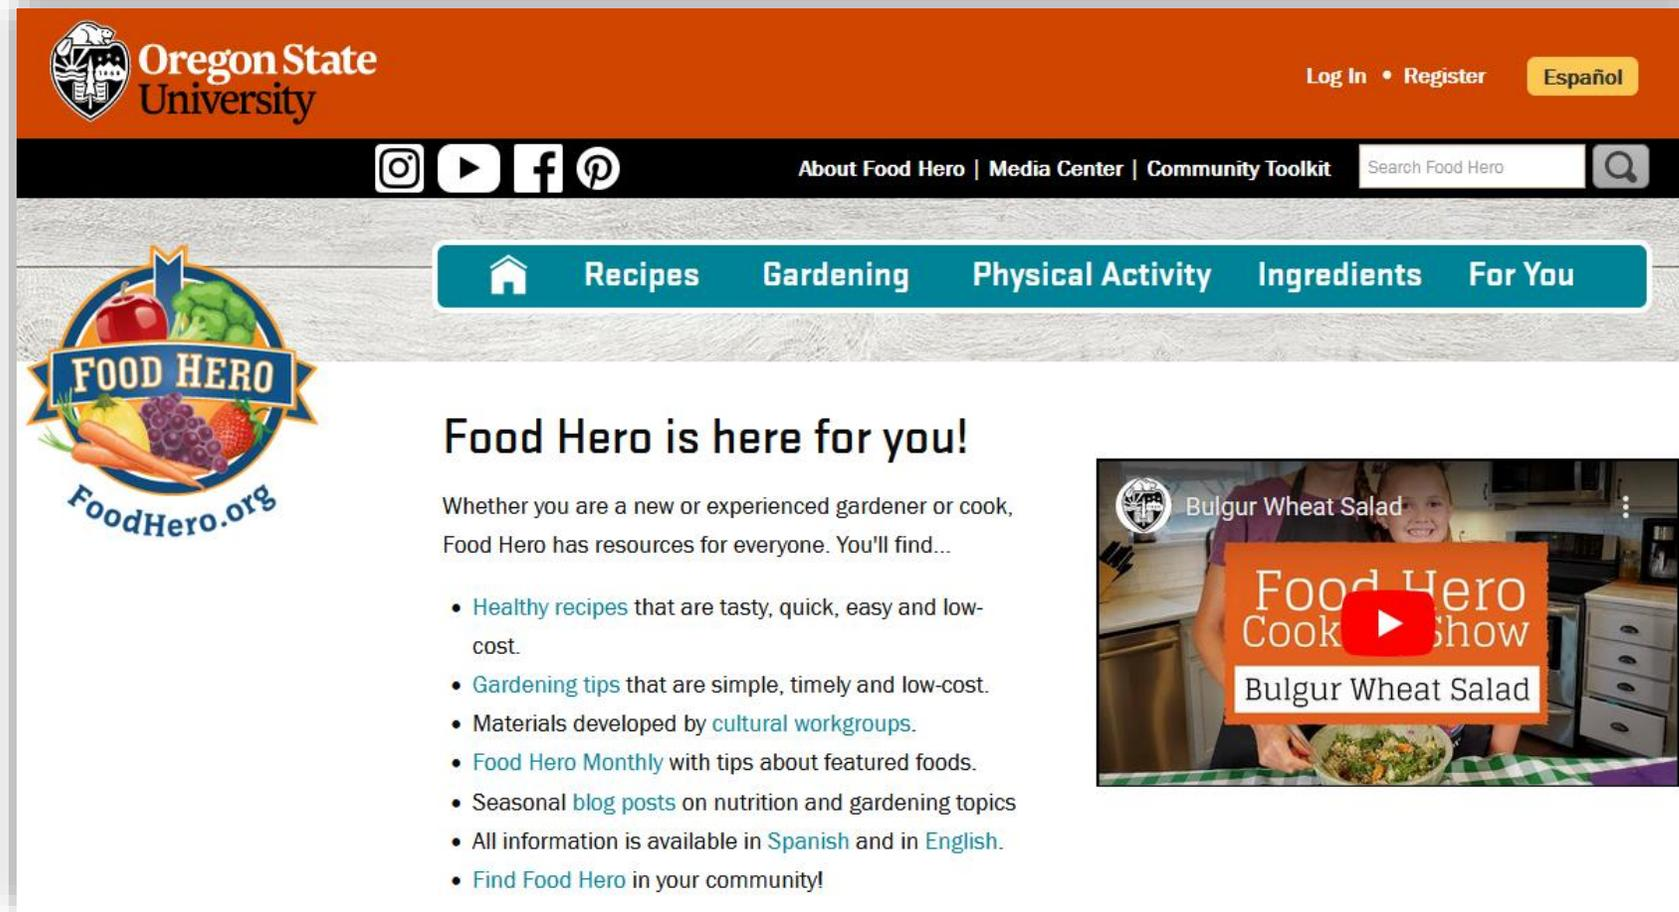 Oregon State
University
Log In • Register
Español
About Food Hero | Media Center | Community Toolkit
Search Food Hero
Recipes
Gardening
Physical Activity
Ingredients
For You
FOOD HERO
FoodHero.org
Food Hero is here for you!
Whether you are a new or experienced gardener or cook,
Food Hero has resources for everyone. You'll find...
• Healthy recipes that are tasty, quick, easy and low-
cost.
• Gardening tips that are simple, timely and low-cost.
• Materials developed by cultural workgroups.
• Food Hero Monthly with tips about featured foods.
• Seasonal blog posts on nutrition and gardening topics
• All information is available in Spanish and in English.
• Find Food Hero in your community!
Bulgur Wheat Salad
Food Hero
Cook Show
Bulgur Wheat Salad